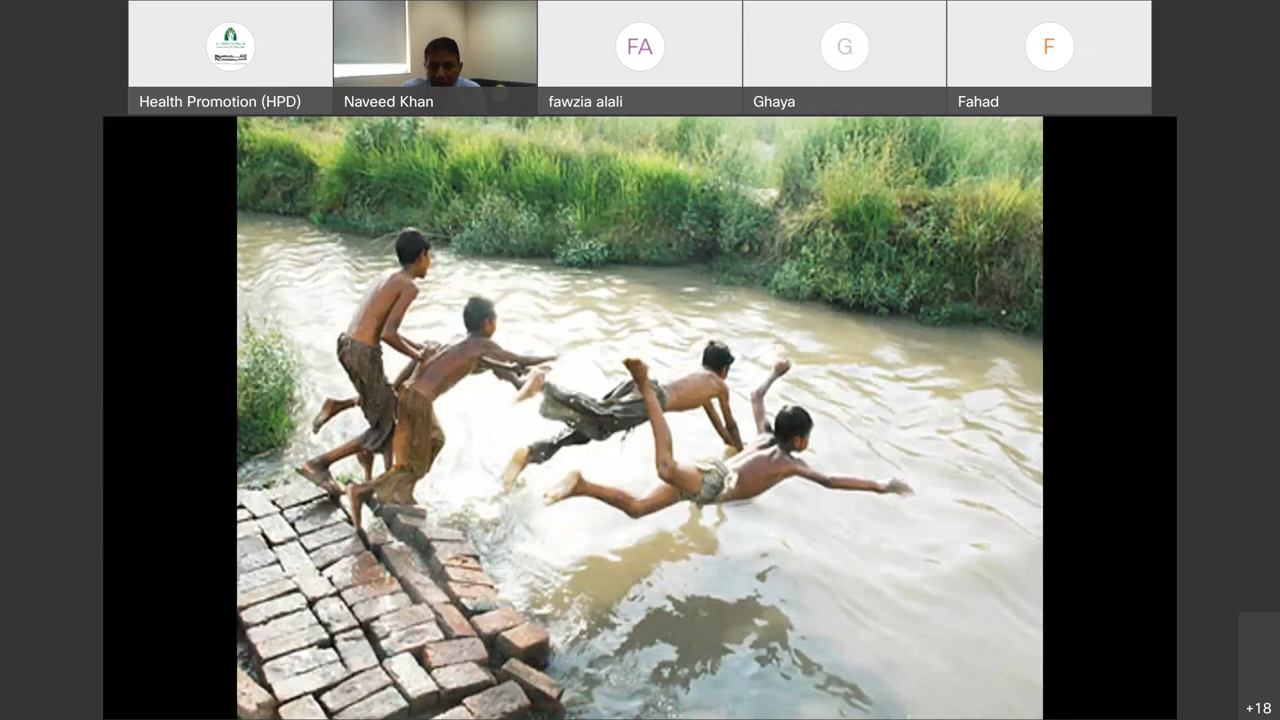 FA
G
F
Health Promotion (HPD)
Naveed Khan
fawzia alali
Ghaya
Fahad
+18